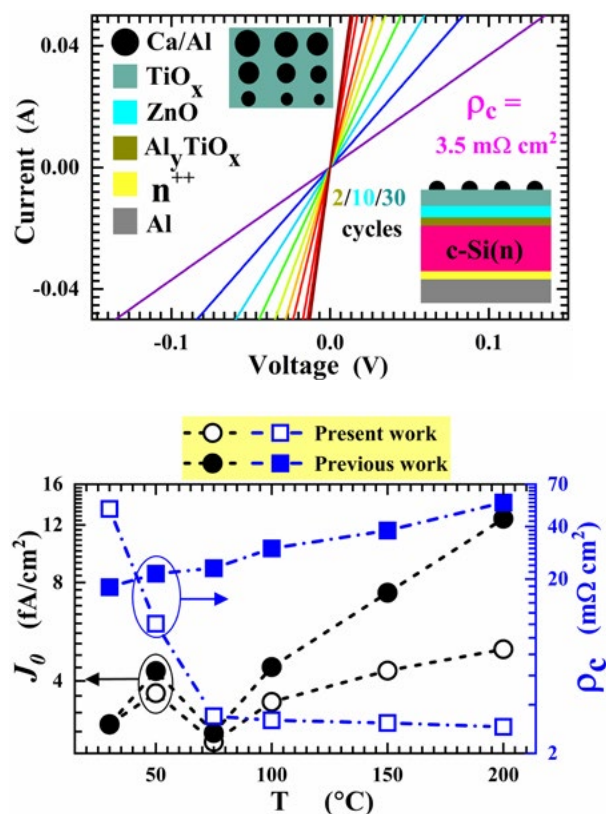 Ca/Al
TiOₓ
ZnO
Al_yTiOₓ
n⁺⁺
Al
ρc =
3.5 mΩ cm²
2/10/30
cycles
c-Si(n)
Current (A)
0.04
0.00
-0.04
-0.1 0.0 0.1
Voltage (V)
Present work
Previous work
J₀ (fA/cm²)
16
12
8
4
70
40
20
2
ρc (mΩ cm²)
50 100 150 200
T (°C)